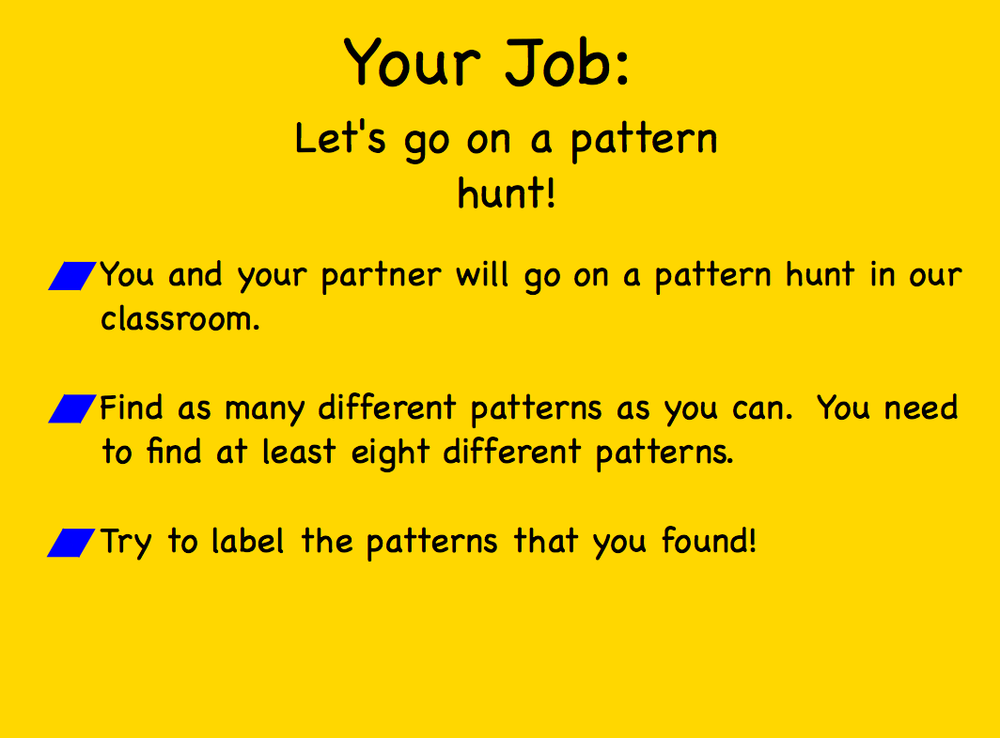 Your Job:
Let's go on a pattern
hunt!
You and your partner will go on a pattern hunt in our
classroom.
Find as many different patterns as you can.  You need
to find at least eight different patterns.
Try to label the patterns that you found!